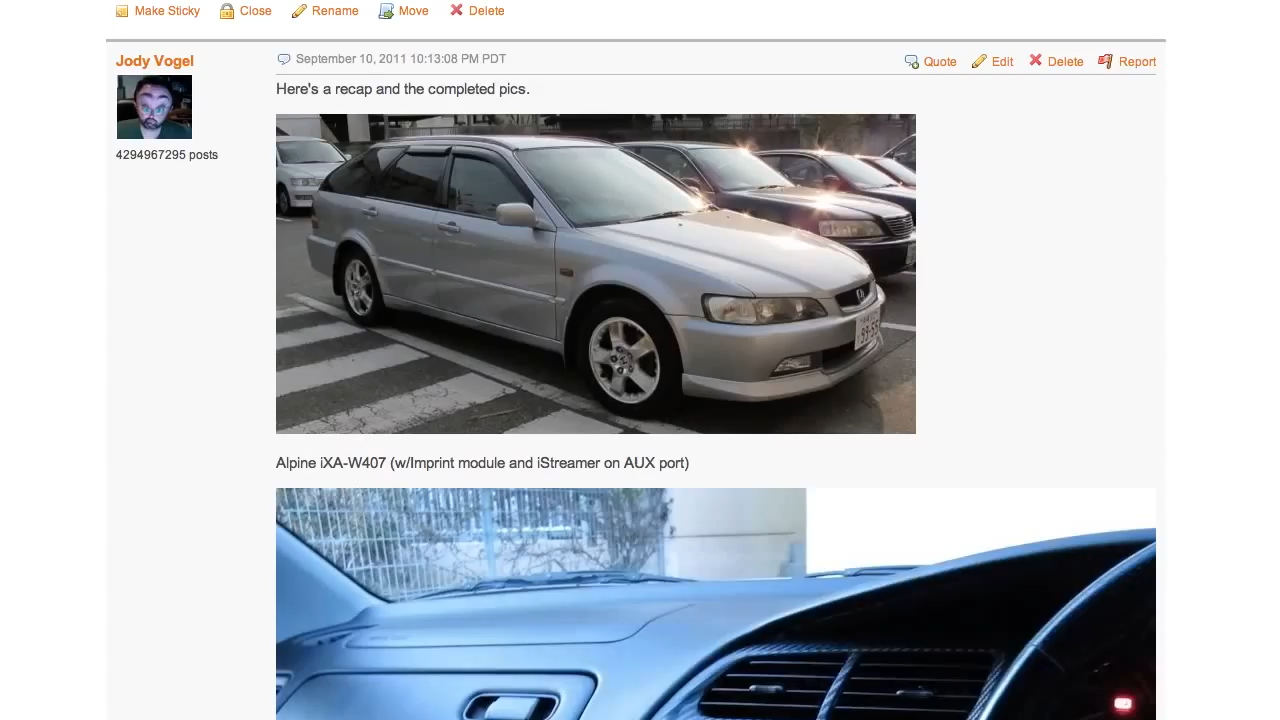 Make Sticky Close Rename Move Delete
Jody Vogel
September 10, 2011 10:13:08 PM PDT
Quote Edit Delete Report
4294967295 posts
Here's a recap and the completed pics.
Alpine iXA-W407 (w/Imprint module and iStreamer on AUX port)